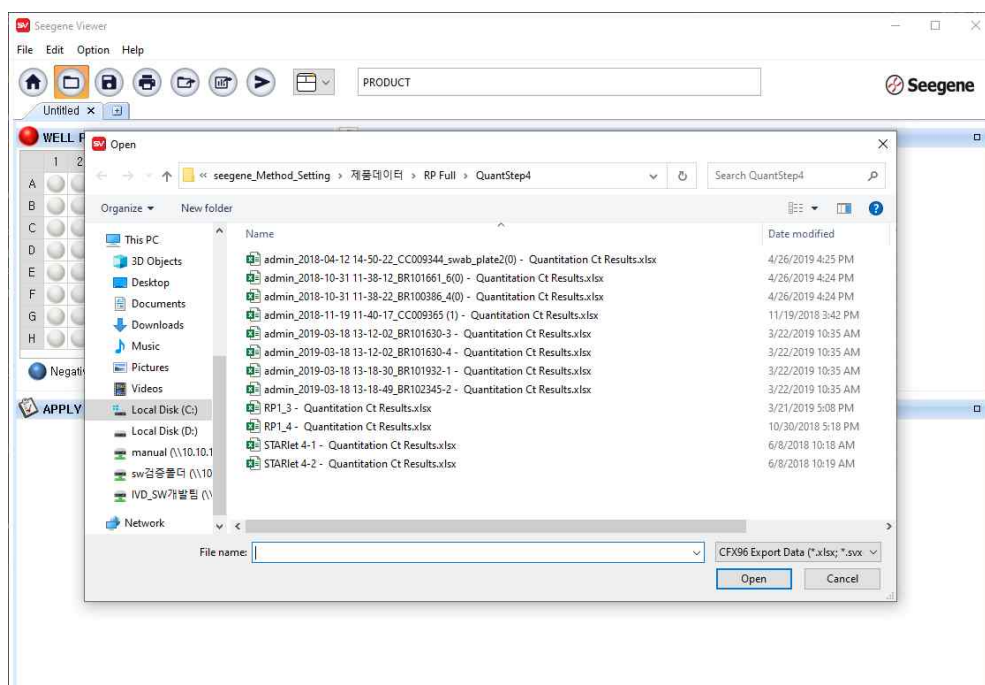 SV Seegene Viewer
File Edit Option Help
PRODUCT
Seegene
Untitled
WELL P
1 2
A
B
C
D
E
F
G
H
Negativ
APPLY
SV Open
« seegene_Method_Setting › 제품데이터 › RP Full › QuantStep4
Search QuantStep4
Organize New folder
This PC
3D Objects
Desktop
Documents
Downloads
Music
Pictures
Videos
Local Disk (C:)
Local Disk (D:)
manual (\\10.10.1
sw검증폴더 (\\10
IVD_SW개발팀 (\\
Network
Name Date modified
admin_2018-04-12 14-50-22_CC009344_swab_plate2(0) - Quantitation Ct Results.xlsx 4/26/2019 4:25 PM
admin_2018-10-31 11-38-12_BR101661_6(0) - Quantitation Ct Results.xlsx 4/26/2019 4:24 PM
admin_2018-10-31 11-38-22_BR100386_4(0) - Quantitation Ct Results.xlsx 4/26/2019 4:24 PM
admin_2018-11-19 11-40-17_CC009365 (1) - Quantitation Ct Results.xlsx 11/19/2018 3:42 PM
admin_2019-03-18 13-12-02_BR101630-3 - Quantitation Ct Results.xlsx 3/22/2019 10:35 AM
admin_2019-03-18 13-12-02_BR101630-4 - Quantitation Ct Results.xlsx 3/22/2019 10:35 AM
admin_2019-03-18 13-18-30_BR101932-1 - Quantitation Ct Results.xlsx 3/22/2019 10:35 AM
admin_2019-03-18 13-18-49_BR102345-2 - Quantitation Ct Results.xlsx 3/22/2019 10:35 AM
RP1_3 - Quantitation Ct Results.xlsx 3/21/2019 5:08 PM
RP1_4 - Quantitation Ct Results.xlsx 10/30/2018 5:18 PM
STARlet 4-1 - Quantitation Ct Results.xlsx 6/8/2018 10:18 AM
STARlet 4-2 - Quantitation Ct Results.xlsx 6/8/2018 10:19 AM
File name: CFX96 Export Data (*.xlsx; *.svx
Open Cancel